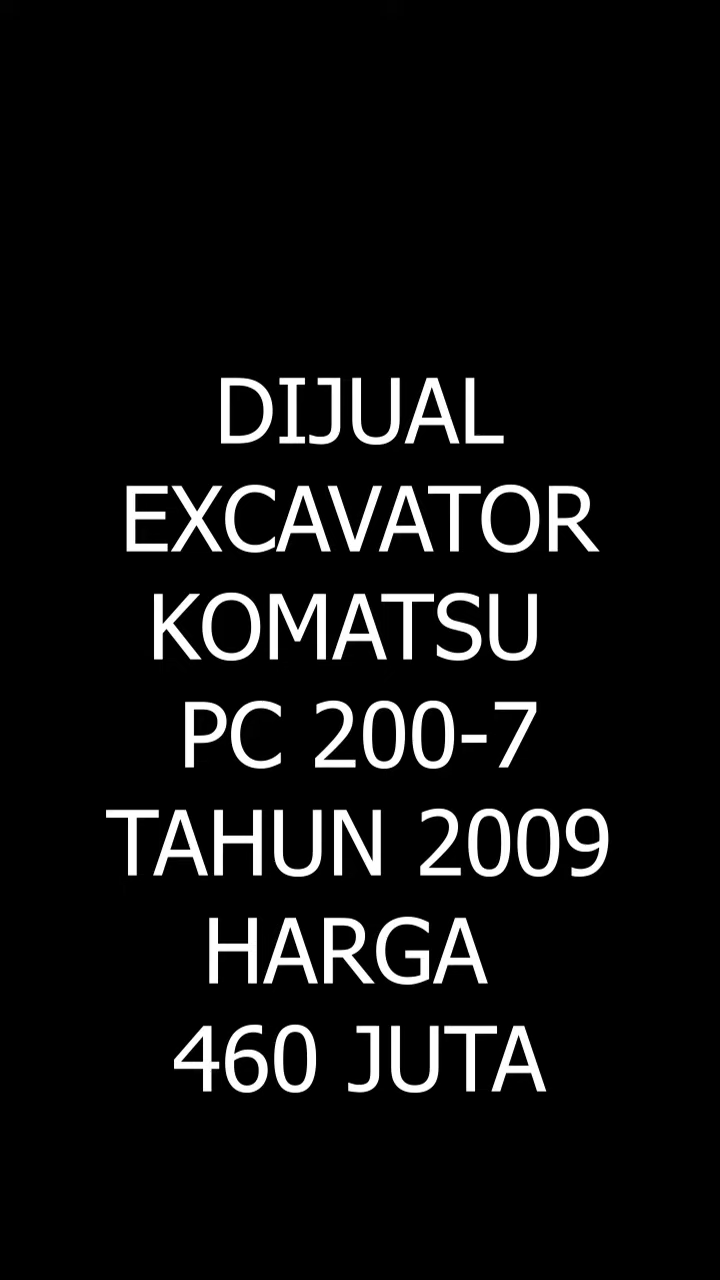 DIJUAL
EXCAVATOR
KOMATSU
PC 200-7
TAHUN 2009
HARGA
460 JUTA